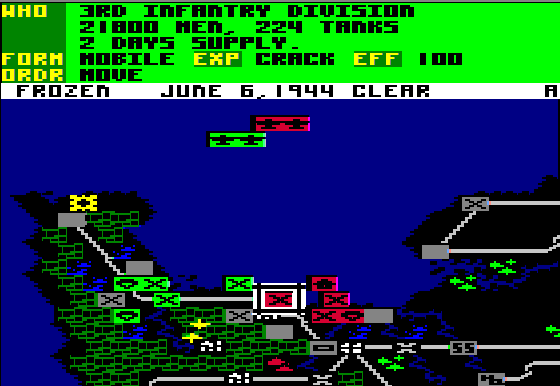 WHO 3RD INFANTRY DIVISION
21800 MEN, 224 TANKS
2 DAYS SUPPLY.
FORM MOBILE EXP CRACK EFF 100
ORDR MOVE
FROZEN JUNE 6,1944 CLEAR A